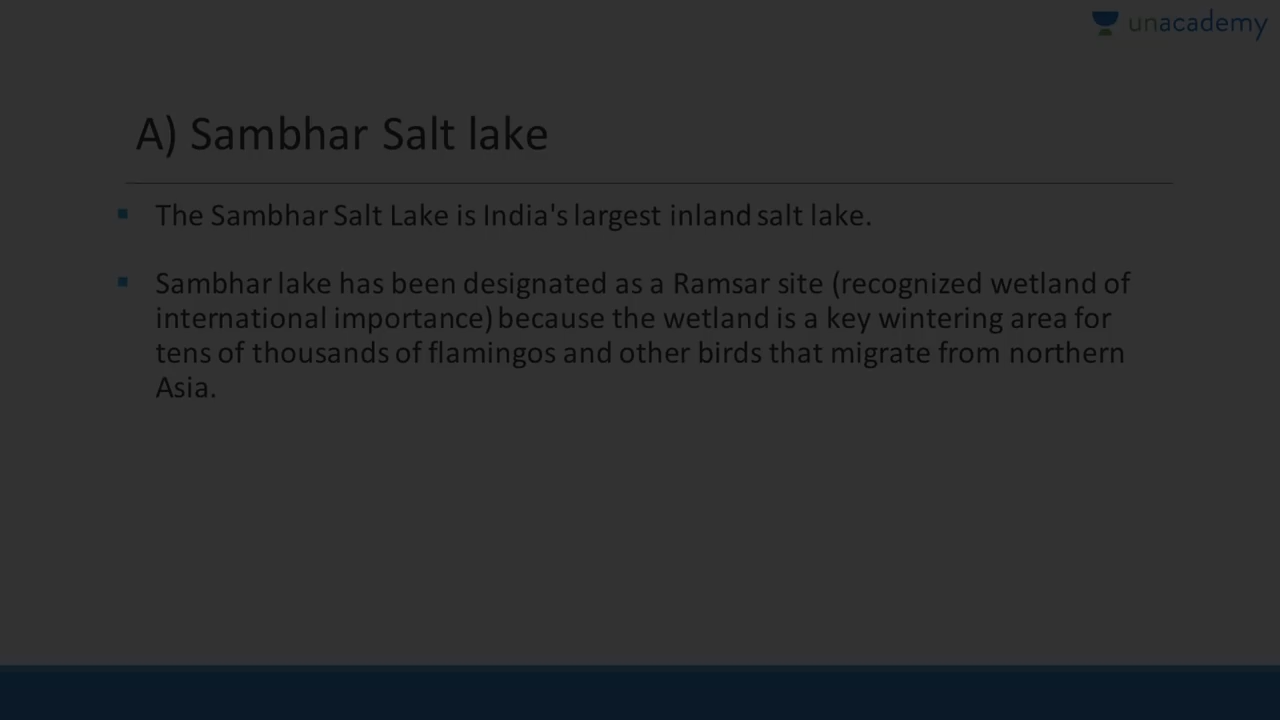 unacademy
A) Sambhar Salt lake
The Sambhar Salt Lake is India's largest inland salt lake.
Sambhar lake has been designated as a Ramsar site (recognized wetland of
international importance) because the wetland is a key wintering area for
tens of thousands of flamingos and other birds that migrate from northern
Asia.